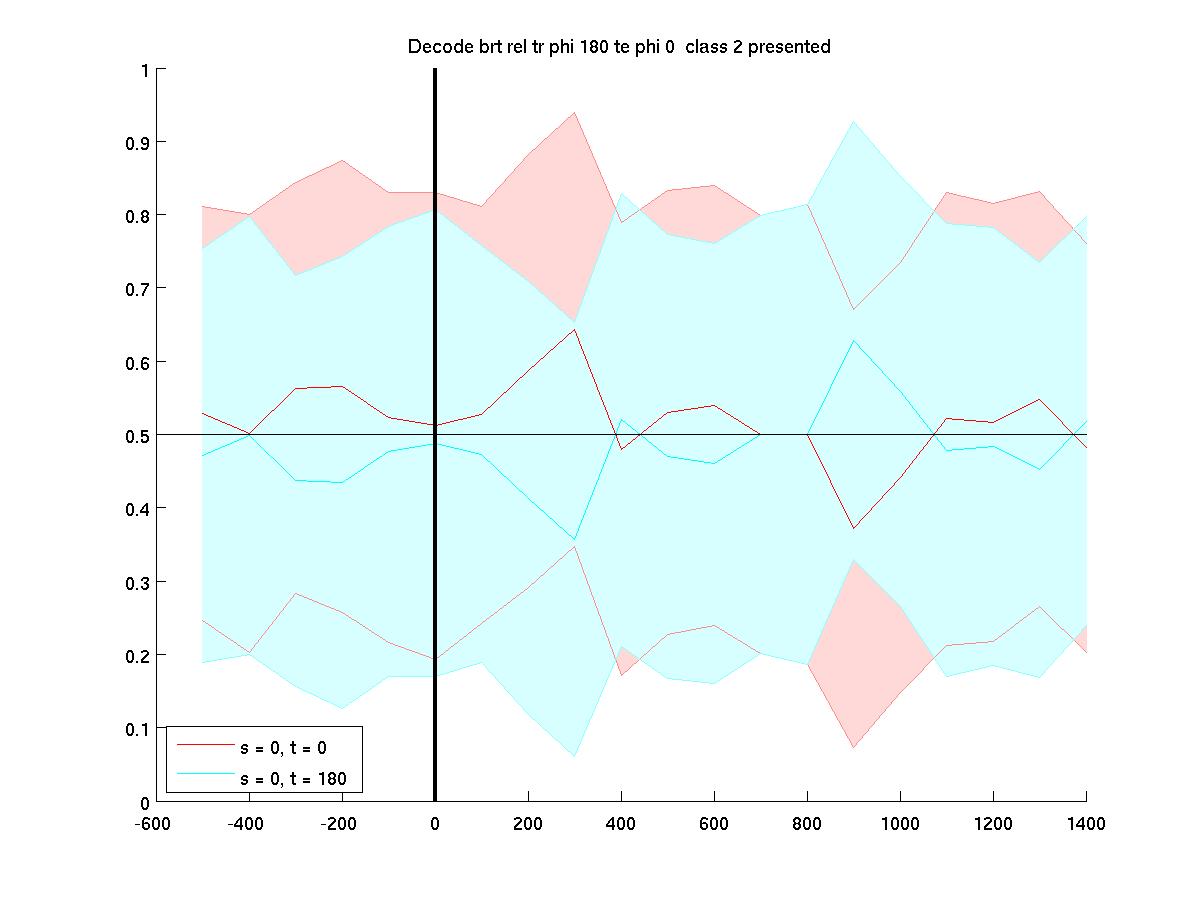 Decode brt rel tr phi 180 te phi 0  class 2 presented
1
0.9
0.8
0.7
0.6
0.5
0.4
0.3
0.2
0.1
0
s = 0, t = 0
s = 0, t = 180
-600 -400 -200 0 200 400 600 800 1000 1200 1400